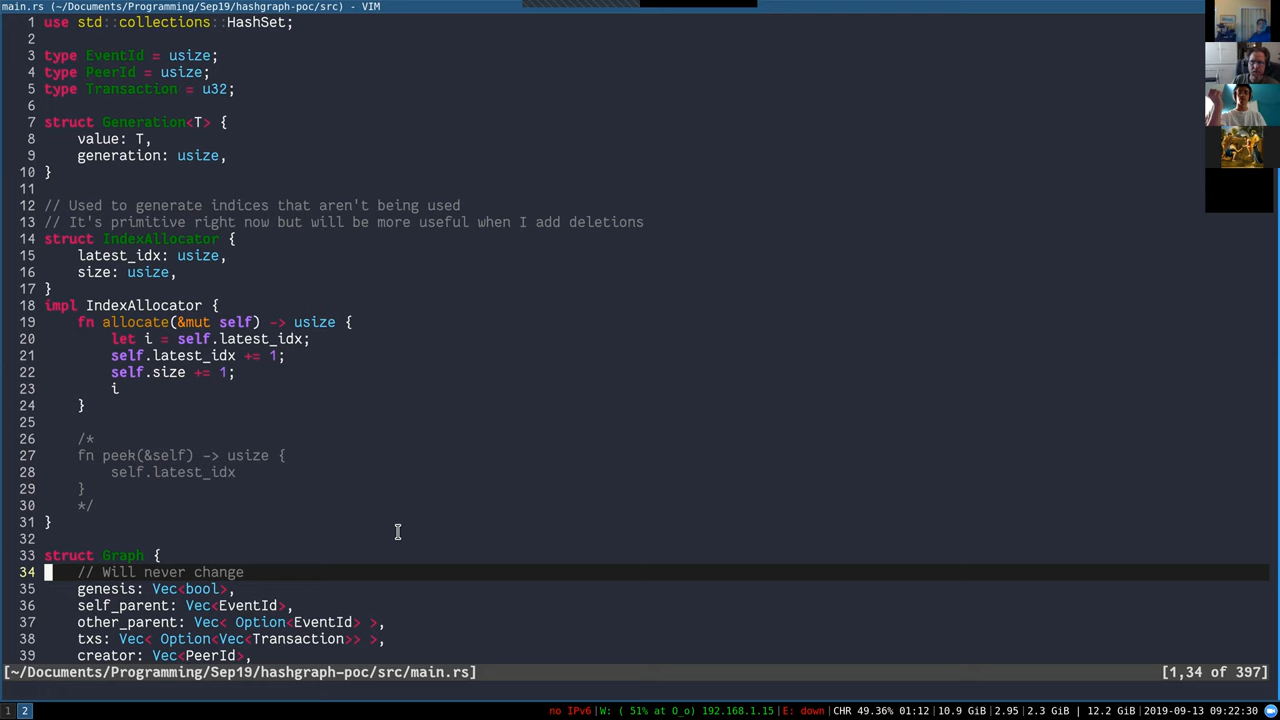 main.rs (~/Documents/Programming/Sep19/hashgraph-poc/src) - VIM
1 use std::collections::HashSet;
2
3 type EventId = usize;
4 type PeerId = usize;
5 type Transaction = u32;
6
7 struct Generation<T> {
8 value: T,
9 generation: usize,
10 }
11
12 // Used to generate indices that aren't being used
13 // It's primitive right now but will be more useful when I add deletions
14 struct IndexAllocator {
15 latest_idx: usize,
16 size: usize,
17 }
18 impl IndexAllocator {
19 fn allocate(&mut self) -> usize {
20 let i = self.latest_idx;
21 self.latest_idx += 1;
22 self.size += 1;
23 i
24 }
25
26 /*
27 fn peek(&self) -> usize {
28 self.latest_idx
29 }
30 */
31 }
32
33 struct Graph {
34 // Will never change
35 genesis: Vec<bool>,
36 self_parent: Vec<EventId>,
37 other_parent: Vec< Option<EventId> >,
38 txs: Vec< Option<Vec<Transaction>> >,
39 creator: Vec<PeerId>,
[~/Documents/Programming/Sep19/hashgraph-poc/src/main.rs] [1,34 of 397]
1 2 no IPv6|W: ( 51% at O_o) 192.168.1.15|E: down|CHR 49.36% 01:12|10.9 GiB|2.95|2.3 GiB | 12.2 GiB|2019-09-13 09:22:30